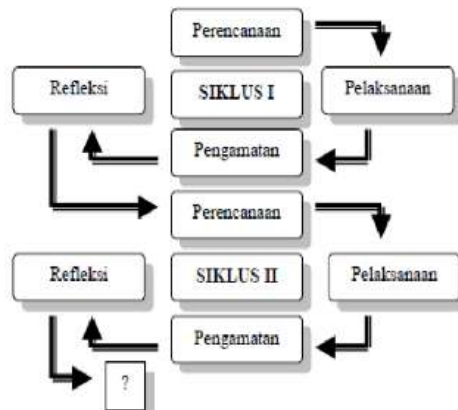 Perencanaan
Refleksi
SIKLUS I
Pelaksanaan
Pengamatan
Perencanaan
Refleksi
SIKLUS II
Pelaksanaan
Pengamatan
?